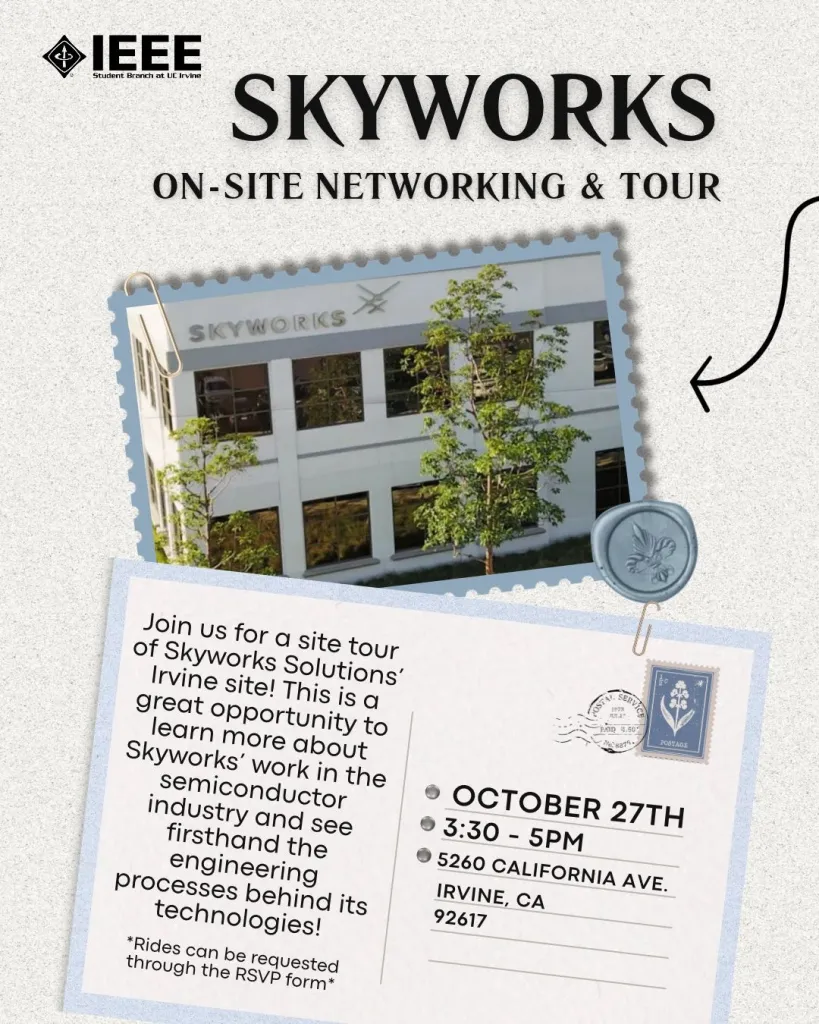 IEEE
Student Branch at UC Irvine
SKYWORKS
ON-SITE NETWORKING & TOUR
SKYWORKS
Join us for a site tour
of Skyworks Solutions'
Irvine site! This is a
great opportunity to
learn more about
Skyworks' work in the
semiconductor
industry and see
firsthand the
engineering
processes behind its
technologies!
*Rides can be requested
through the RSVP form*
POSTAL SERVICE
POSTAGE
OCTOBER 27TH
3:30 - 5PM
5260 CALIFORNIA AVE.
IRVINE, CA
92617